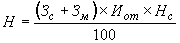 Н = (З_с + З_м) × И_от × Н_с / 100